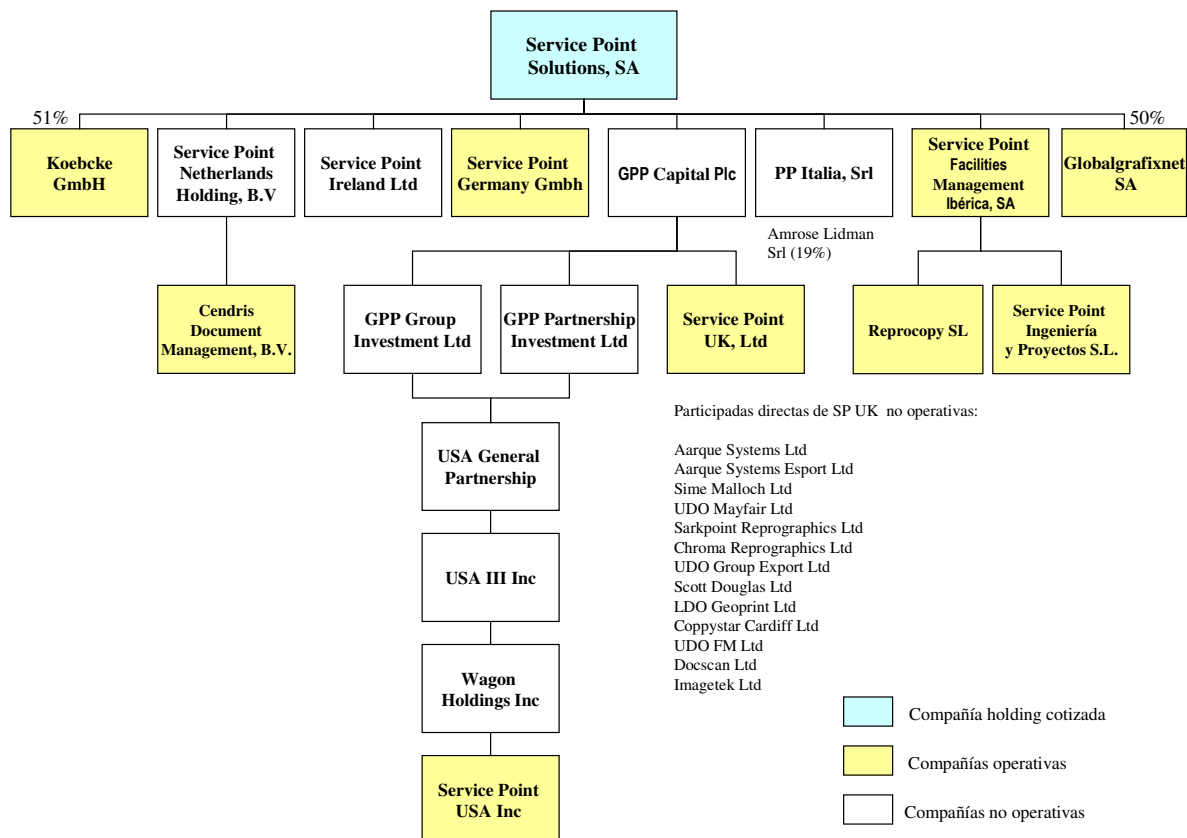 Service Point
Solutions, SA
51%
50%
Koebcke
GmbH
Service Point
Netherlands
Holding, B.V
Service Point
Ireland Ltd
Service Point
Germany Gmbh
GPP Capital Plc
PP Italia, Srl
Service Point
Facilities
Management
Ibérica, SA
Globalgrafixnet
SA
Amrose Lidman
Srl (19%)
Cendris
Document
Management, B.V.
GPP Group
Investment Ltd
GPP Partnership
Investment Ltd
Service Point
UK, Ltd
Reprocopy SL
Service Point
Ingeniería
y Proyectos S.L.
USA General
Partnership
USA III Inc
Wagon
Holdings Inc
Service Point
USA Inc
Participadas directas de SP UK no operativas:
Aarque Systems Ltd
Aarque Systems Esport Ltd
Sime Malloch Ltd
UDO Mayfair Ltd
Sarkpoint Reprographics Ltd
Chroma Reprographics Ltd
UDO Group Export Ltd
Scott Douglas Ltd
LDO Geoprint Ltd
Coppystar Cardiff Ltd
UDO FM Ltd
Docscan Ltd
Imagetek Ltd
Compañía holding cotizada
Compañías operativas
Compañías no operativas